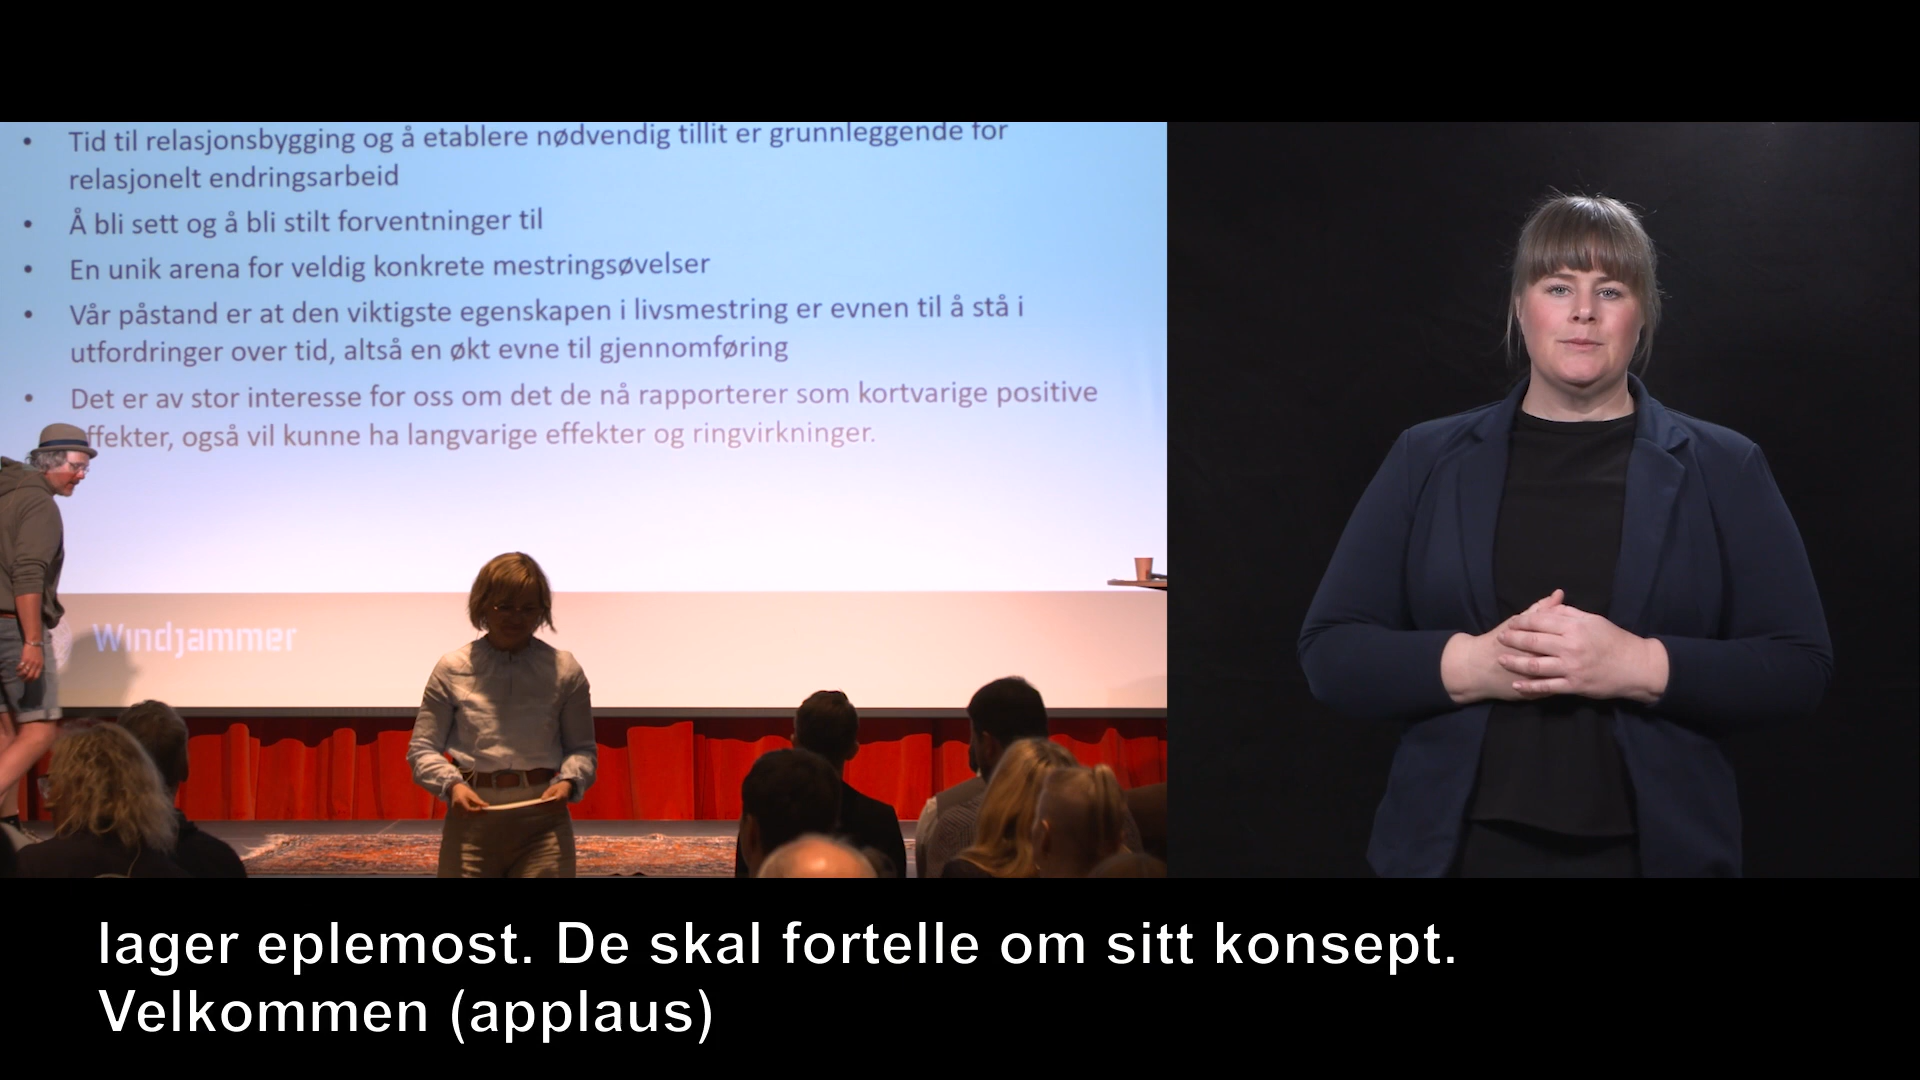 • Tid til relasjonsbygging og å etablere nødvendig tillit er grunnleggende for
relasjonelt endringsarbeid
• Å bli sett og å bli stilt forventninger til
• En unik arena for veldig konkrete mestringsøvelser
• Vår påstand er at den viktigste egenskapen i livsmestring er evnen til å stå i
utfordringer over tid, altså en økt evne til gjennomføring
• Det er av stor interesse for oss om det de nå rapporterer som kortvarige positive
ffekter, også vil kunne ha langvarige effekter og ringvirkninger.
Windjammer
lager eplemost. De skal fortelle om sitt konsept.
Velkommen (applaus)